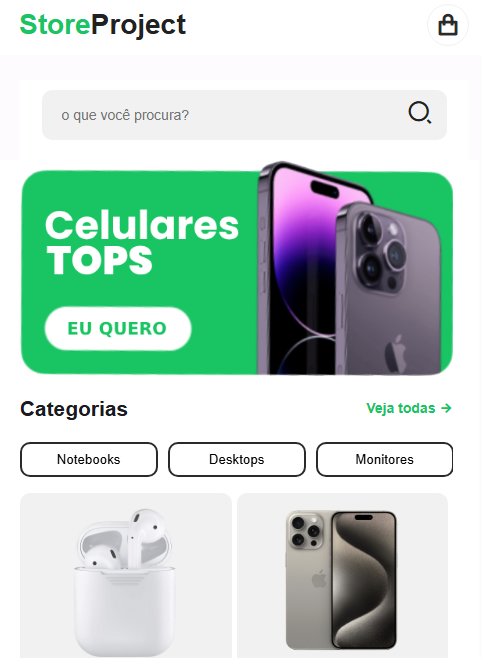 StoreProject
o que você procura?
Celulares
TOPS
EU QUERO
Categorias
Veja todas →
Notebooks
Desktops
Monitores